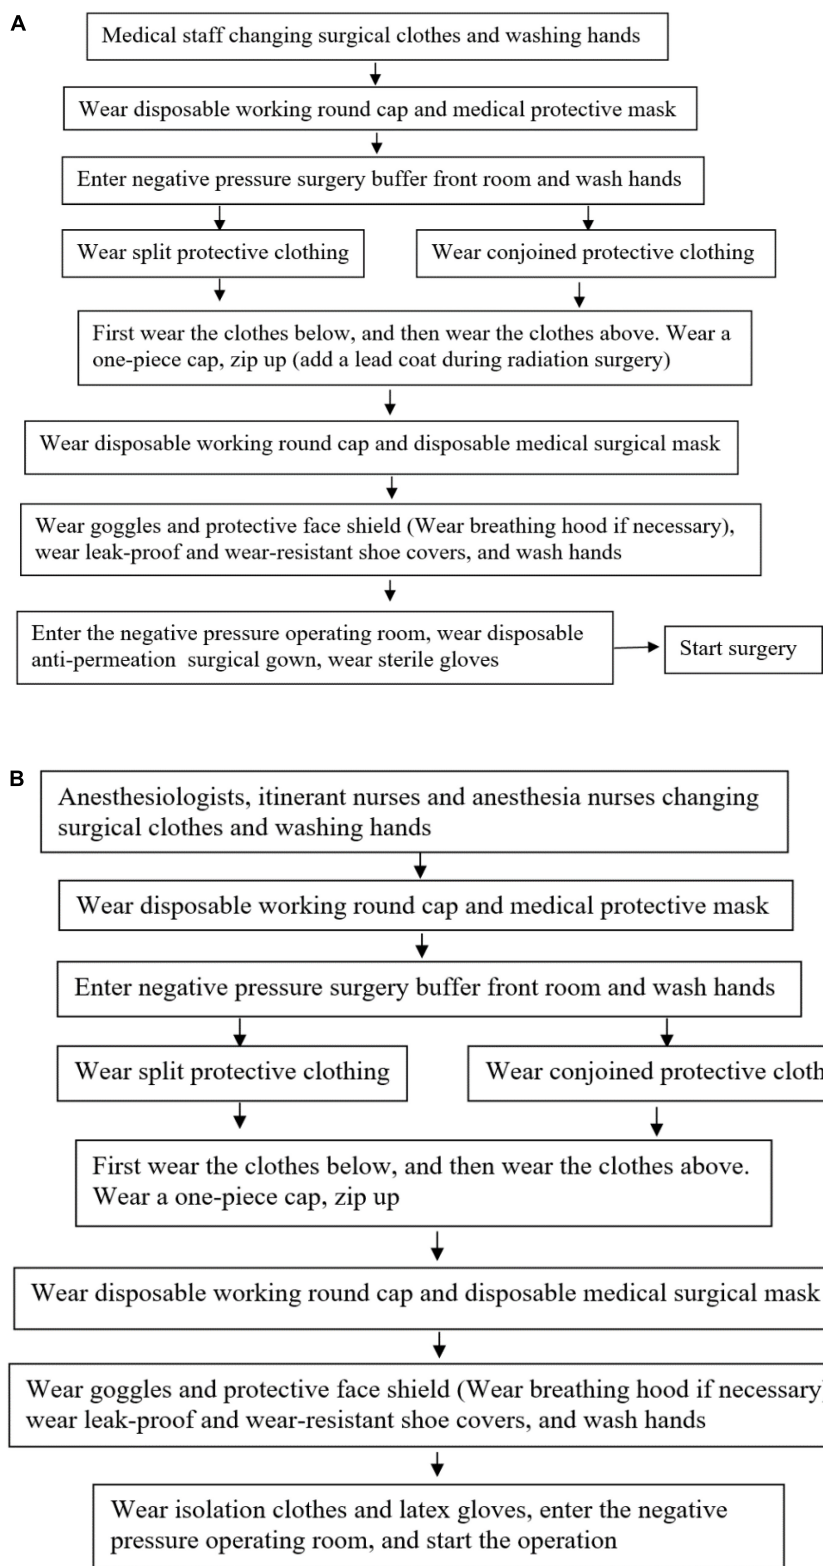 A
Medical staff changing surgical clothes and washing hands
Wear disposable working round cap and medical protective mask
Enter negative pressure surgery buffer front room and wash hands
Wear split protective clothing
Wear conjoined protective clothing
First wear the clothes below, and then wear the clothes above. Wear a
one-piece cap, zip up (add a lead coat during radiation surgery)
Wear disposable working round cap and disposable medical surgical mask
Wear goggles and protective face shield (Wear breathing hood if necessary),
wear leak-proof and wear-resistant shoe covers, and wash hands
Enter the negative pressure operating room, wear disposable
anti-permeation surgical gown, wear sterile gloves
Start surgery
B
Anesthesiologists, itinerant nurses and anesthesia nurses changing
surgical clothes and washing hands
Wear disposable working round cap and medical protective mask
Enter negative pressure surgery buffer front room and wash hands
Wear split protective clothing
Wear conjoined protective cloth
First wear the clothes below, and then wear the clothes above.
Wear a one-piece cap, zip up
Wear disposable working round cap and disposable medical surgical mask
Wear goggles and protective face shield (Wear breathing hood if necessary)
wear leak-proof and wear-resistant shoe covers, and wash hands
Wear isolation clothes and latex gloves, enter the negative
pressure operating room, and start the operation